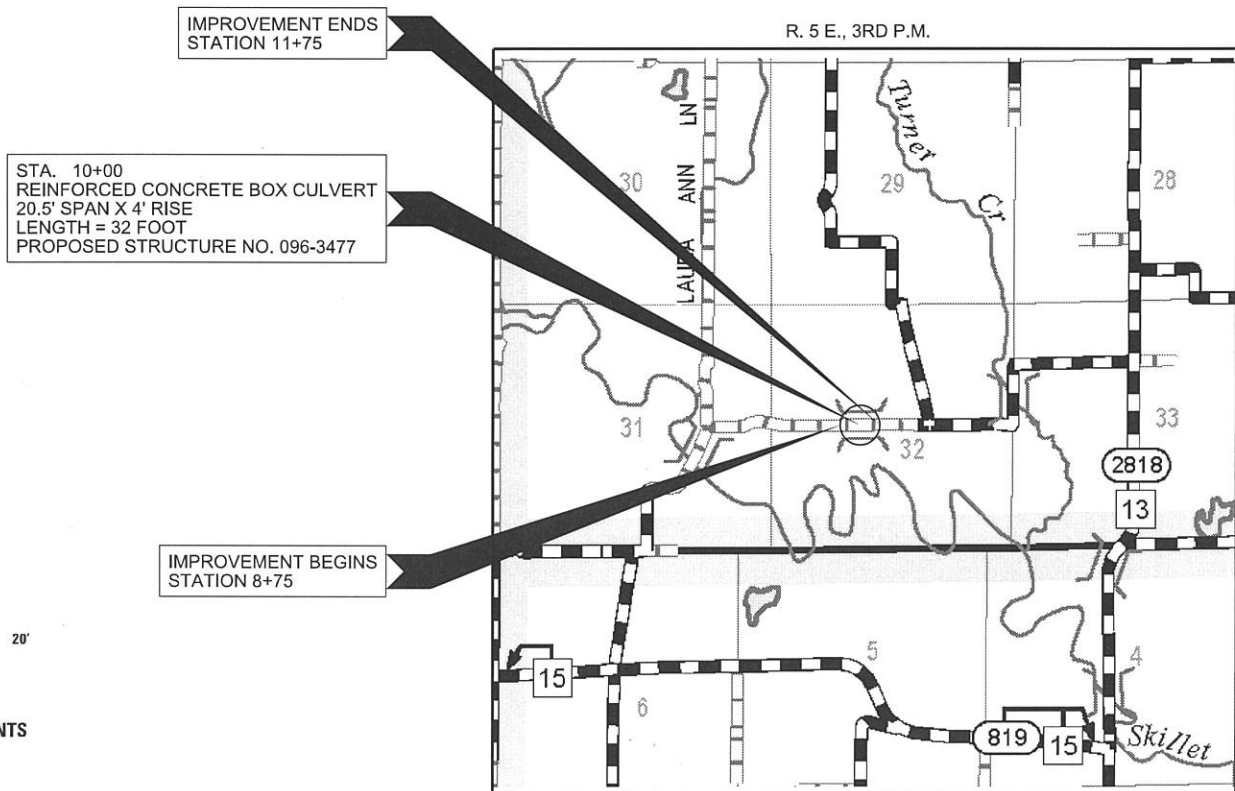 IMPROVEMENT ENDS
STATION 11+75
R. 5 E., 3RD P.M.
STA. 10+00
REINFORCED CONCRETE BOX CULVERT
20.5' SPAN X 4' RISE
LENGTH = 32 FOOT
PROPOSED STRUCTURE NO. 096-3477
LAURA ANN LN
Turner Cr
30
29
28
31
32
33
2818
13
IMPROVEMENT BEGINS
STATION 8+75
20'
15
5
4
6
NTS
819
15
Skillet